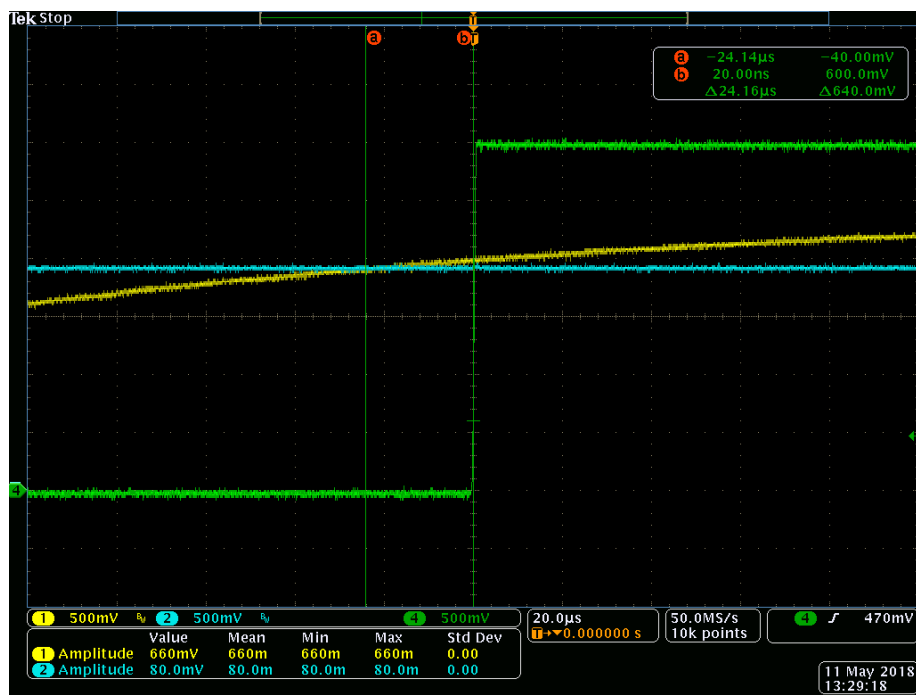 Tek Stop
T
a b T
a −24.14µs −40.00mV
b 20.00ns 600.0mV
Δ24.16µs Δ640.0mV
4
1 500mV BW 2 500mV BW 4 500mV
20.0µs
T→▼0.000000 s
50.0MS/s
10k points
4 470mV
Value Mean Min Max Std Dev
1 Amplitude 660mV 660m 660m 660m 0.00
2 Amplitude 80.0mV 80.0m 80.0m 80.0m 0.00
11 May 2018
13:29:18